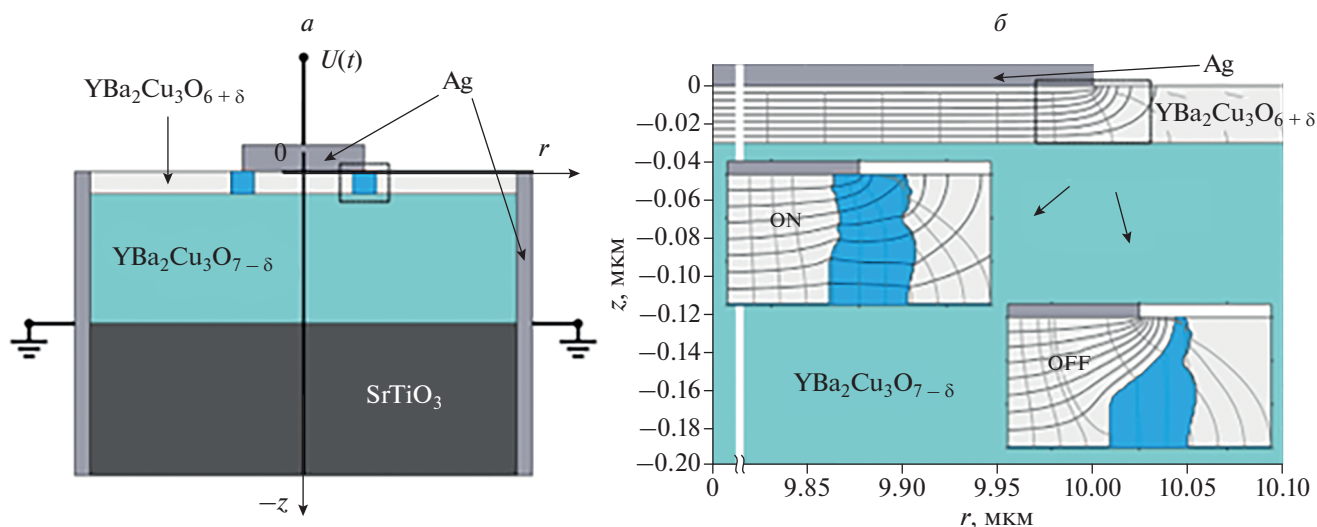 а
U(t)
YBa₂Cu₃O₆ ₊ δ
Ag
0
r
YBa₂Cu₃O₇ ₋ δ
SrTiO₃
−z
б
Ag
YBa₂Cu₃O₆ ₊ δ
ON
OFF
YBa₂Cu₃O₇ ₋ δ
z, мкм
0
−0.02
−0.04
−0.06
−0.08
−0.10
−0.12
−0.14
−0.16
−0.18
−0.20
0 9.85 9.90 9.95 10.00 10.05 10.10
r, мкм